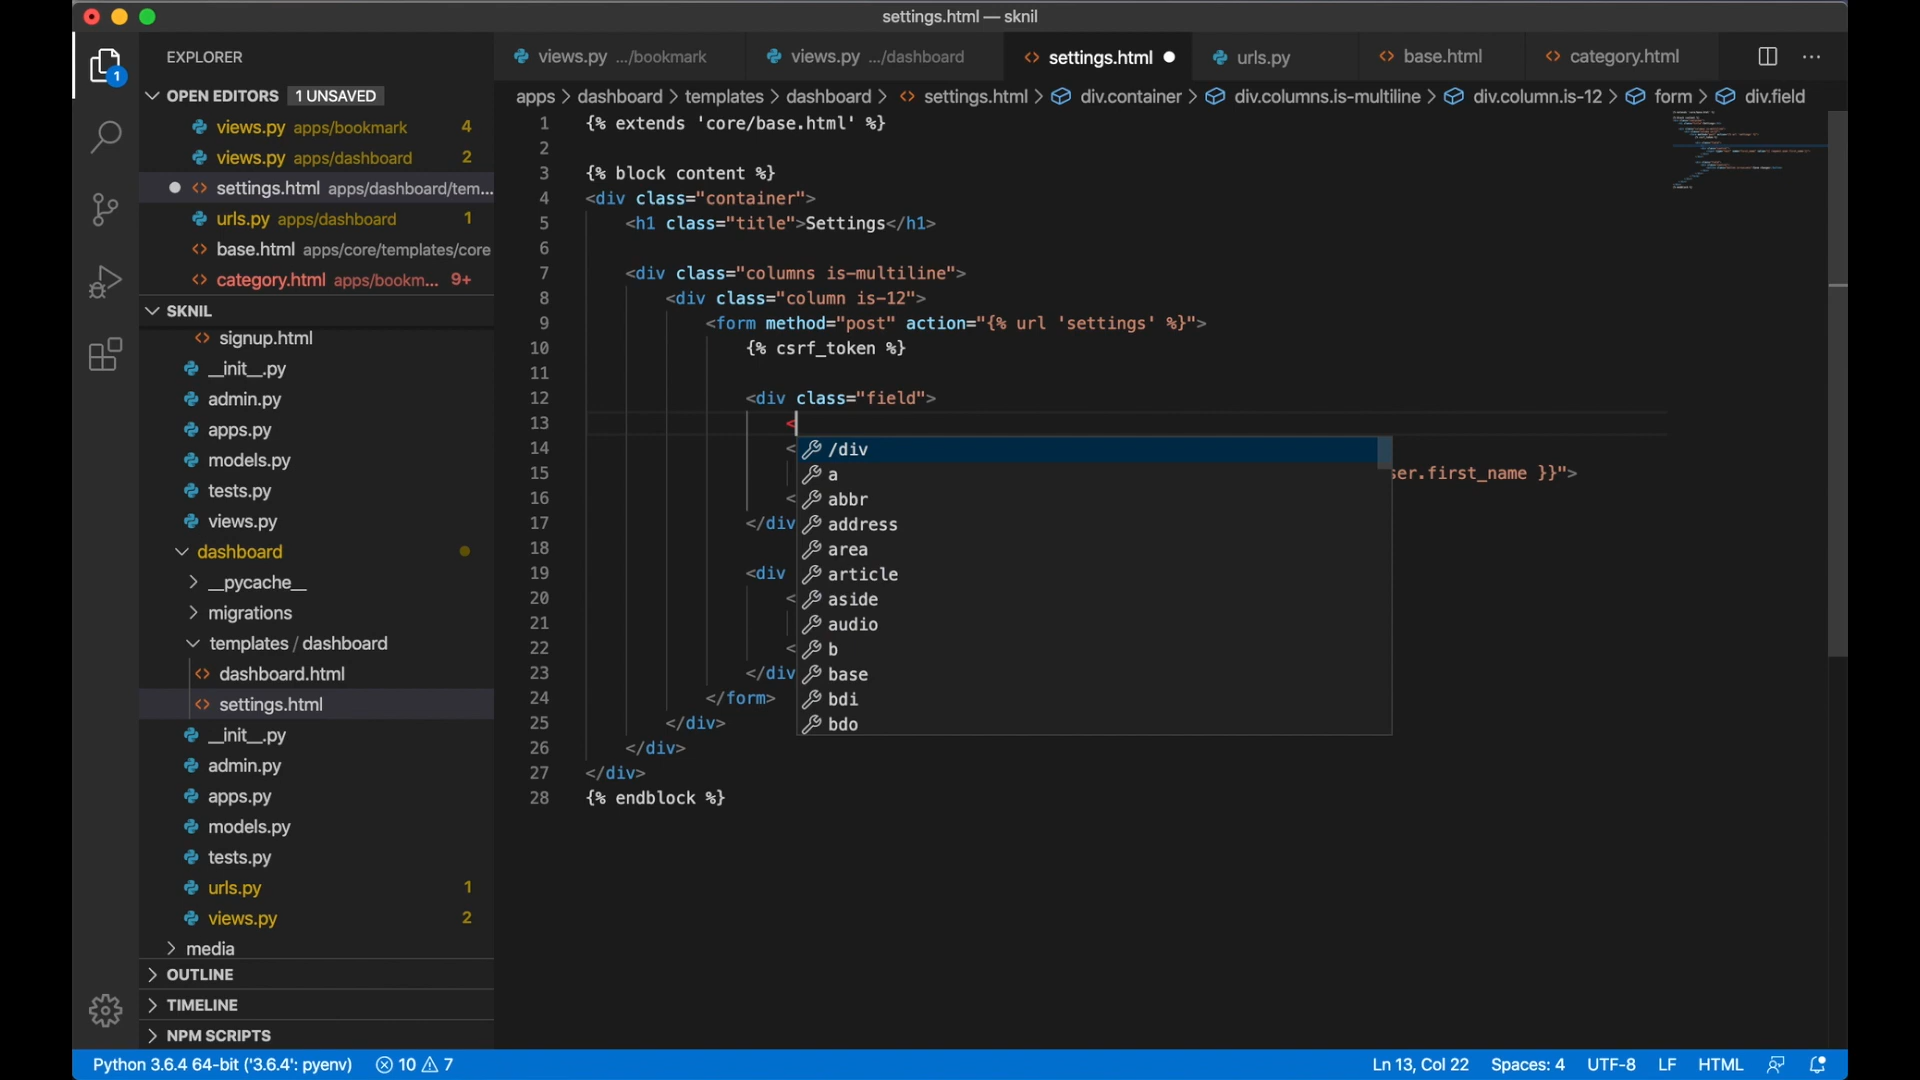 settings.html — sknil
EXPLORER
views.py .../bookmark
views.py .../dashboard
settings.html
urls.py
base.html
category.html
1
OPEN EDITORS 1 UNSAVED
views.py apps/bookmark 4
views.py apps/dashboard 2
settings.html apps/dashboard/tem...
urls.py apps/dashboard 1
base.html apps/core/templates/core
category.html apps/bookm... 9+
SKNIL
signup.html
__init__.py
admin.py
apps.py
models.py
tests.py
views.py
dashboard
__pycache__
migrations
templates / dashboard
dashboard.html
settings.html
__init__.py
admin.py
apps.py
models.py
tests.py
urls.py 1
views.py 2
media
OUTLINE
TIMELINE
NPM SCRIPTS
apps > dashboard > templates > dashboard > settings.html > div.container > div.columns.is-multiline > div.column.is-12 > form > div.field
1 {% extends 'core/base.html' %}
2
3 {% block content %}
4 <div class="container">
5 <h1 class="title">Settings</h1>
6
7 <div class="columns is-multiline">
8 <div class="column is-12">
9 <form method="post" action="{% url 'settings' %}">
10 {% csrf_token %}
11
12 <div class="field">
13 <
14 <
15 ser.first_name }}">
16 <
17 </div
18
19 <div
20 <
21
22 <
23 </div
24 </form>
25 </div>
26 </div>
27 </div>
28 {% endblock %}
/div
a
abbr
address
area
article
aside
audio
b
base
bdi
bdo
Python 3.6.4 64-bit ('3.6.4': pyenv) 10 7
Ln 13, Col 22 Spaces: 4 UTF-8 LF HTML